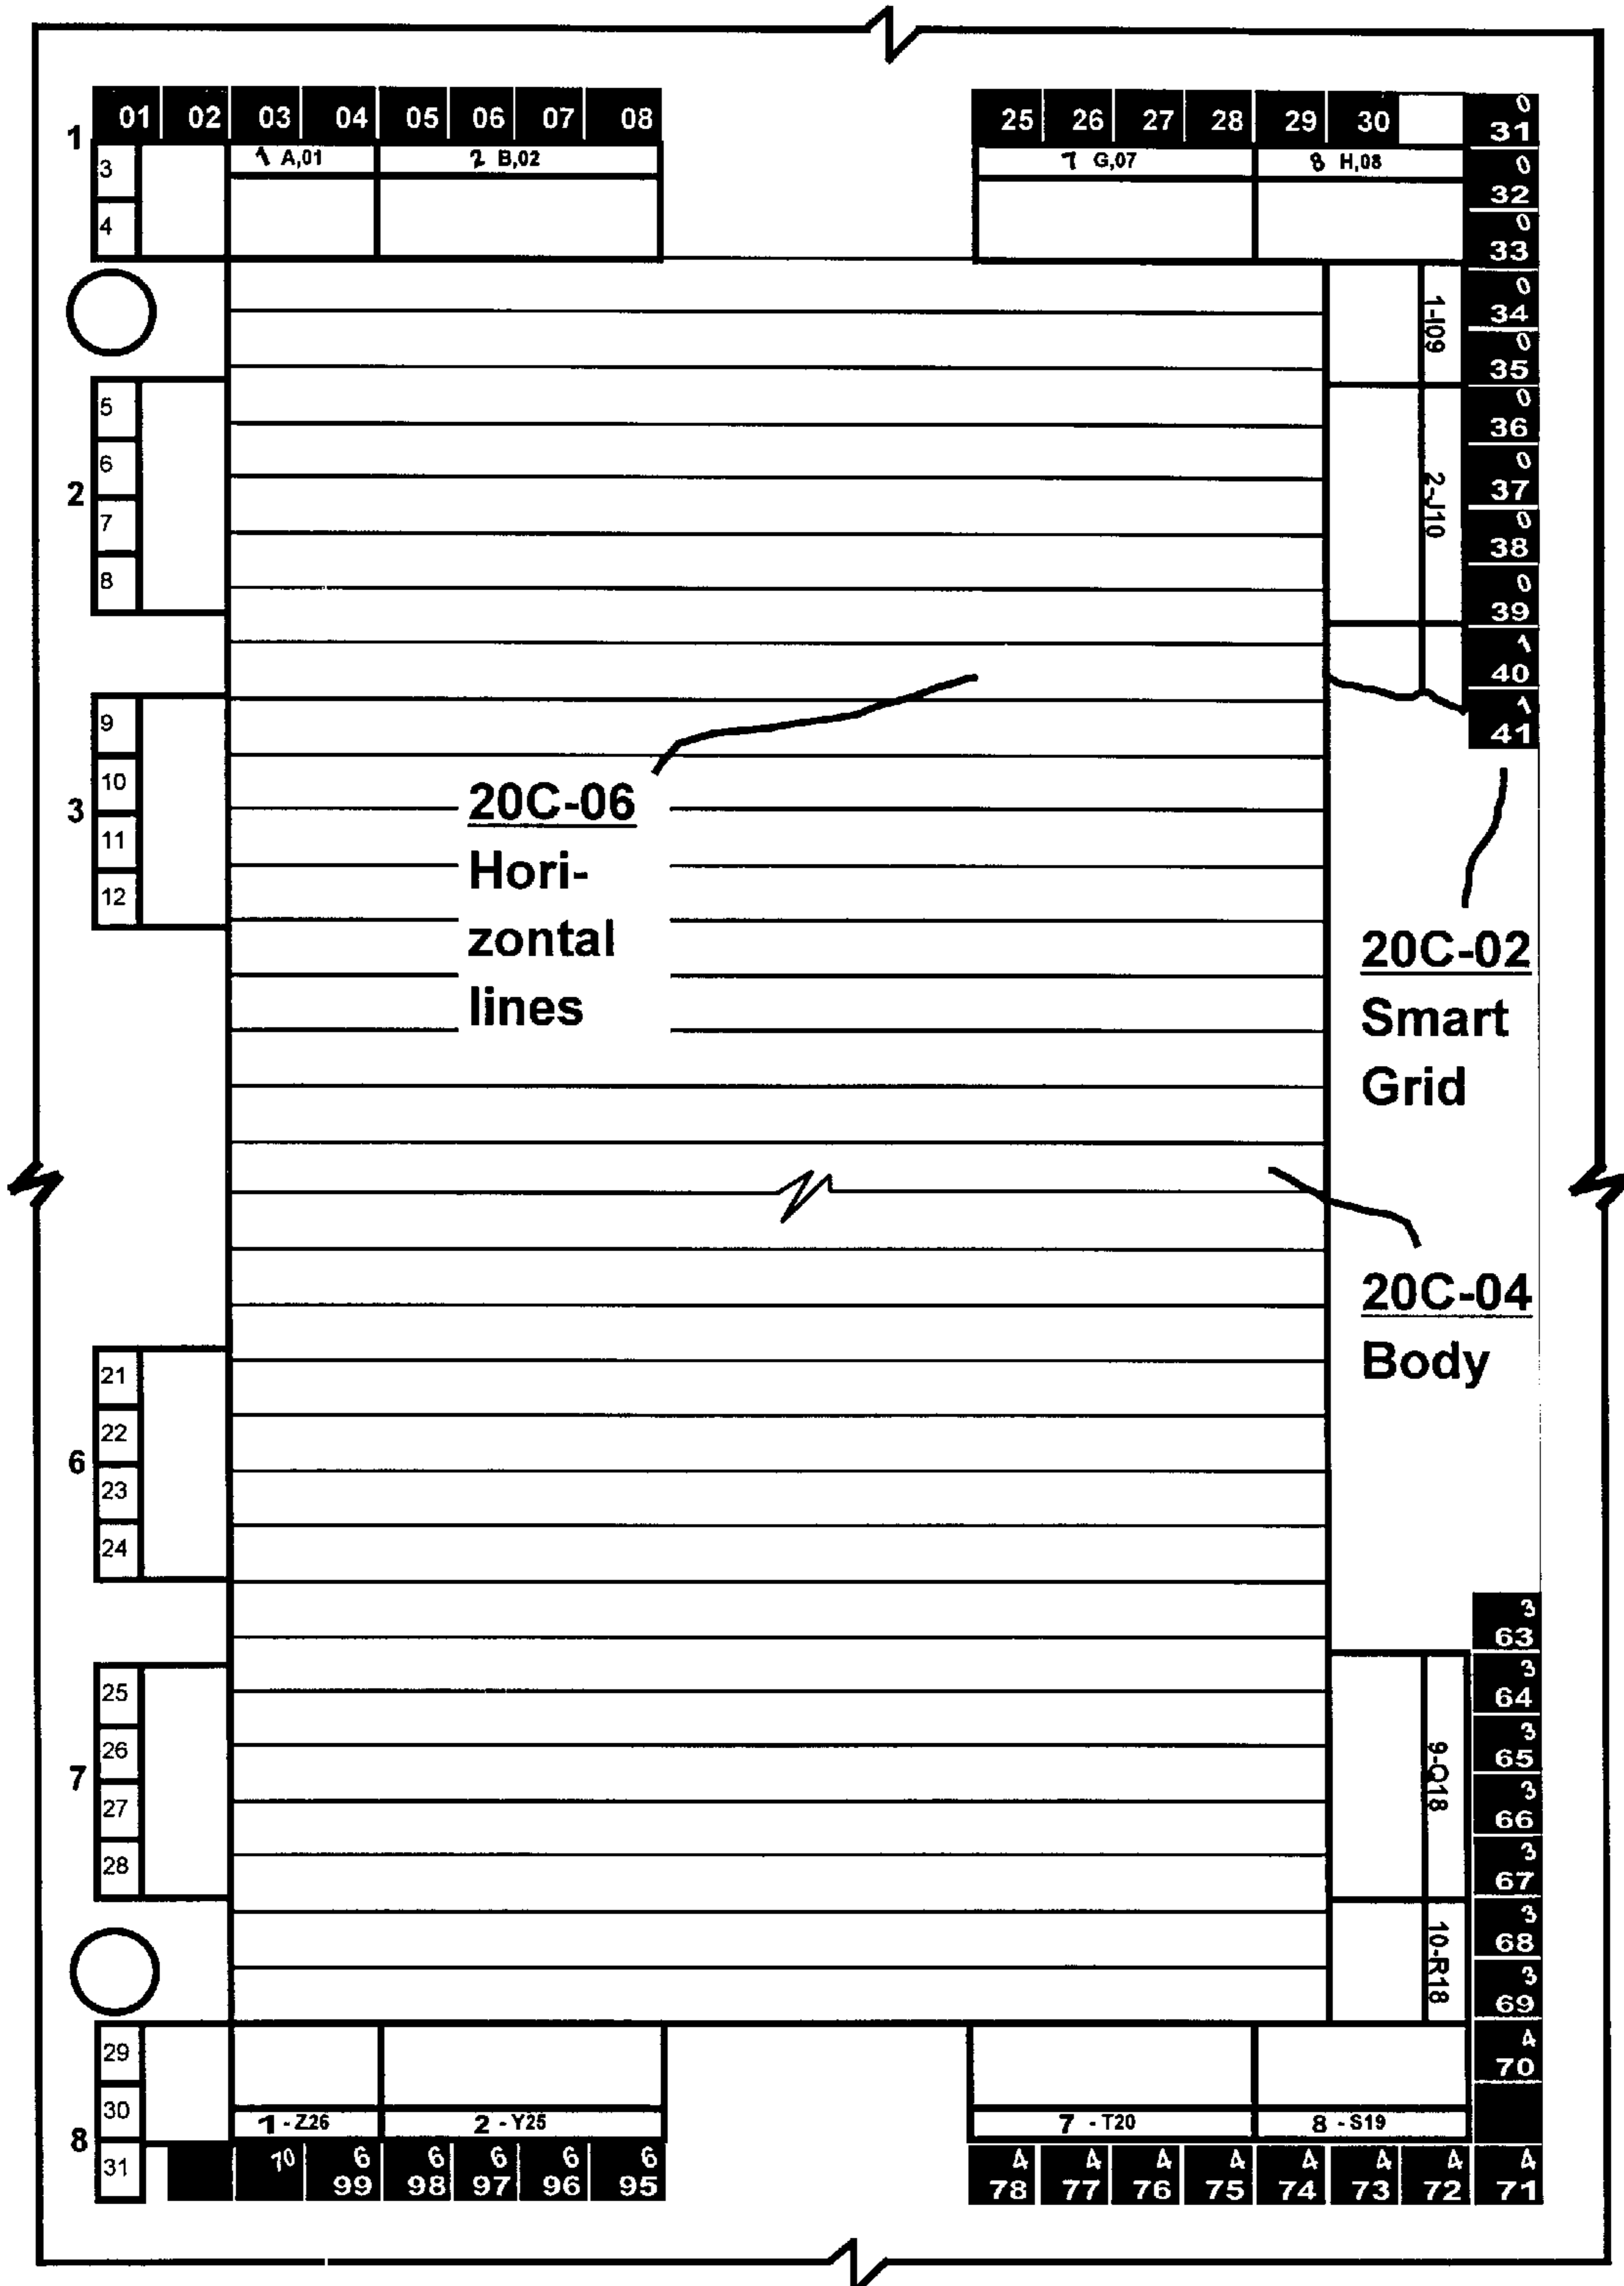 01 02 03 04 05 06 07 08
25 26 27 28 29 30
0
31
1
3
1 A,01
2 B,02
7 G,07
8 H,08
0
32
4
0
33
0
34
1-I09
0
35
5
0
36
6
0
37
2
2-J10
7
0
38
8
0
39
1
40
9
1
41
10
3
11
12
20C-06
Hori-
zontal
lines
20C-02
Smart
Grid
20C-04
Body
21
22
6
23
24
3
63
25
3
64
26
3
65
7
9-Q18
27
3
66
28
3
67
3
68
10-R18
3
69
29
4
70
30
1 - Z26
2 - Y25
7 - T20
8 - S19
8
31
70
6 6 6 6 6
99 98 97 96 95
4 4 4 4 4 4 4 4
78 77 76 75 74 73 72 71